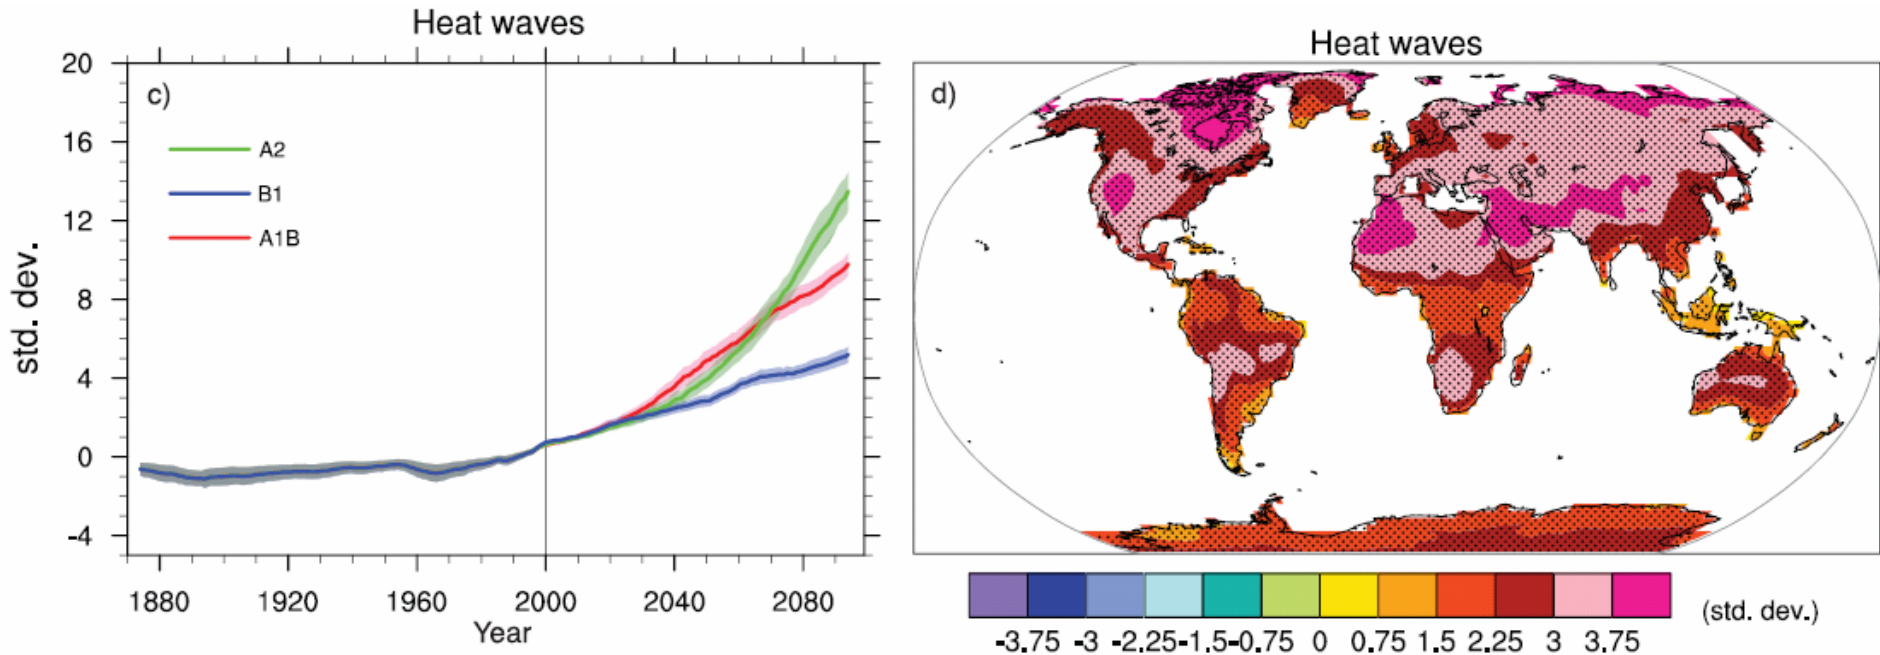 Heat waves
c)
20
16
12
8
4
0
-4
std. dev.
A2
B1
A1B
1880 1920 1960 2000 2040 2080
Year
Heat waves
d)
-3.75 -3 -2.25 -1.5 -0.75 0 0.75 1.5 2.25 3 3.75
(std. dev.)